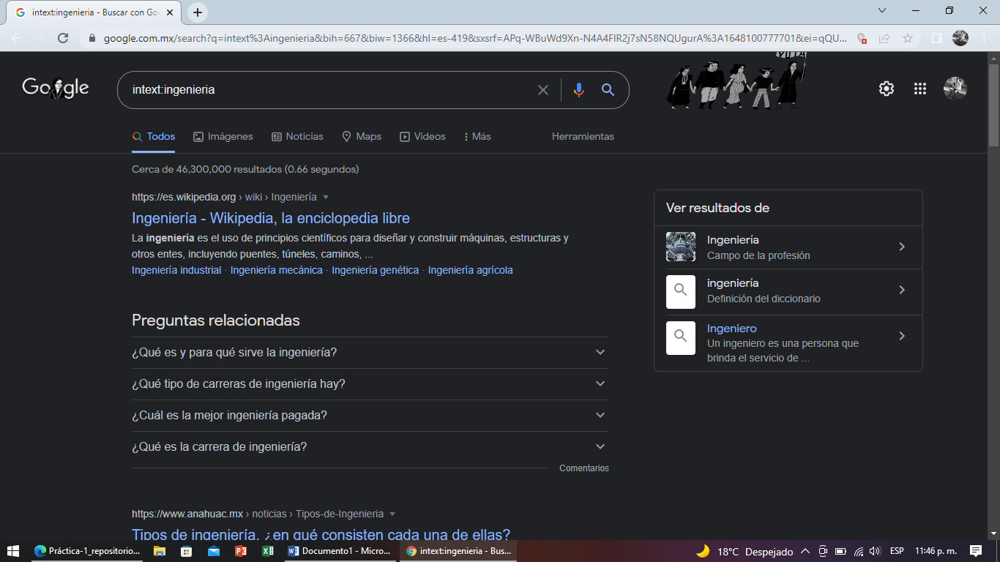 intext:ingenieria - Buscar con Goo
google.com.mx/search?q=intext%3Aingenieria&bih=667&biw=1366&hl=es-419&sxsrf=APq-WBuWd9Xn-N4A4FlR2j7sN58NQUgurA%3A1648100777701&ei=qQU...
Google
intext:ingenieria
Todos
Imágenes
Noticias
Maps
Videos
Más
Herramientas
Cerca de 46,300,000 resultados (0.66 segundos)
https://es.wikipedia.org › wiki › Ingeniería
Ingeniería - Wikipedia, la enciclopedia libre
La ingeniería es el uso de principios científicos para diseñar y construir máquinas, estructuras y
otros entes, incluyendo puentes, túneles, caminos, ...
Ingeniería industrial · Ingeniería mecánica · Ingeniería genética · Ingeniería agrícola
Preguntas relacionadas
¿Qué es y para qué sirve la ingeniería?
¿Qué tipo de carreras de ingeniería hay?
¿Cuál es la mejor ingeniería pagada?
¿Qué es la carrera de ingeniería?
Comentarios
https://www.anahuac.mx › noticias › Tipos-de-Ingenieria
Tipos de ingeniería, ¿en qué consisten cada una de ellas?
Ver resultados de
Ingeniería
Campo de la profesión
ingeniería
Definición del diccionario
Ingeniero
Un ingeniero es una persona que
brinda el servicio de ...
Práctica-1_repositorio...
Documento1 - Micro...
intext:ingenieria - Bus...
18°C Despejado
ESP
11:46 p. m.